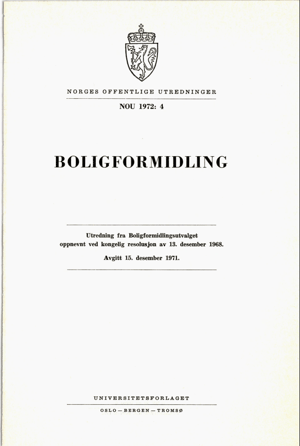 NORGES OFFENTLIGE UTREDNINGER
NOU 1972: 4
BOLIGFORMIDLING
Utredning fra Boligformidlingsutvalget
oppnevnt ved kongelig resolusjon av 13. desember 1968.
Avgitt 15. desember 1971.
UNIVERSITETSFORLAGET
OSLO — BERGEN — TROMSØ